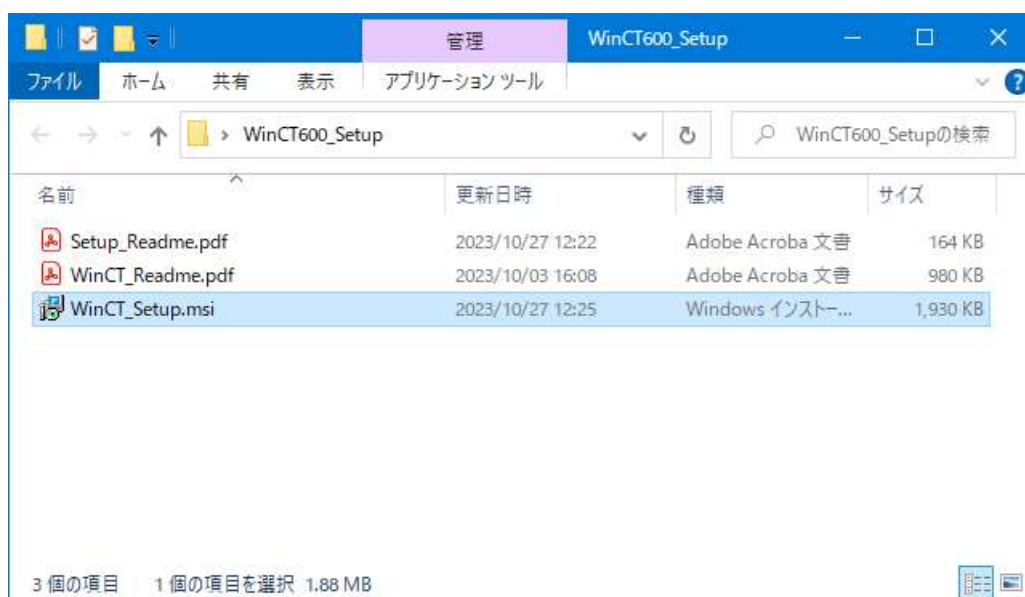 管理 WinCT600_Setup
ファイル ホーム 共有 表示 アプリケーション ツール
WinCT600_Setup WinCT600_Setupの検索
名前 更新日時 種類 サイズ
Setup_Readme.pdf 2023/10/27 12:22 Adobe Acroba 文書 164 KB
WinCT_Readme.pdf 2023/10/03 16:08 Adobe Acroba 文書 980 KB
WinCT_Setup.msi 2023/10/27 12:25 Windows インストー... 1,930 KB
3 個の項目 1 個の項目を選択 1.88 MB